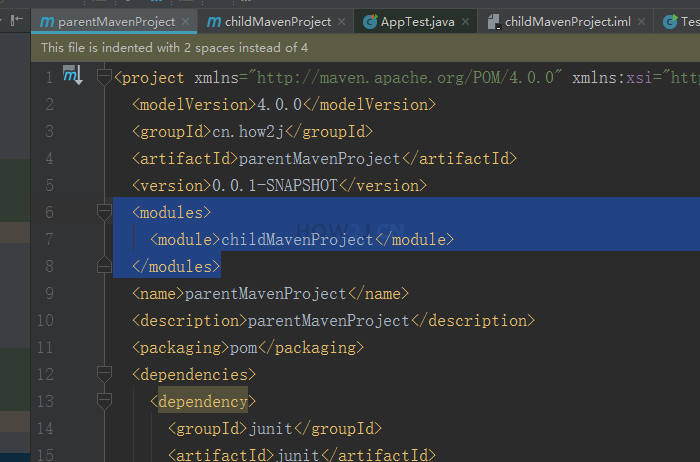 parentMavenProject × childMavenProject × AppTest.java × childMavenProject.iml × Tes
This file is indented with 2 spaces instead of 4
1 <project xmlns="http://maven.apache.org/POM/4.0.0" xmlns:xsi="htt
2 <modelVersion>4.0.0</modelVersion>
3 <groupId>cn.how2j</groupId>
4 <artifactId>parentMavenProject</artifactId>
5 <version>0.0.1-SNAPSHOT</version>
6 <modules>
7 <module>childMavenProject</module>
8 </modules>
9 <name>parentMavenProject</name>
10 <description>parentMavenProject</description>
11 <packaging>pom</packaging>
12 <dependencies>
13 <dependency>
14 <groupId>junit</groupId>
15 <artifactId>junit</artifactId>